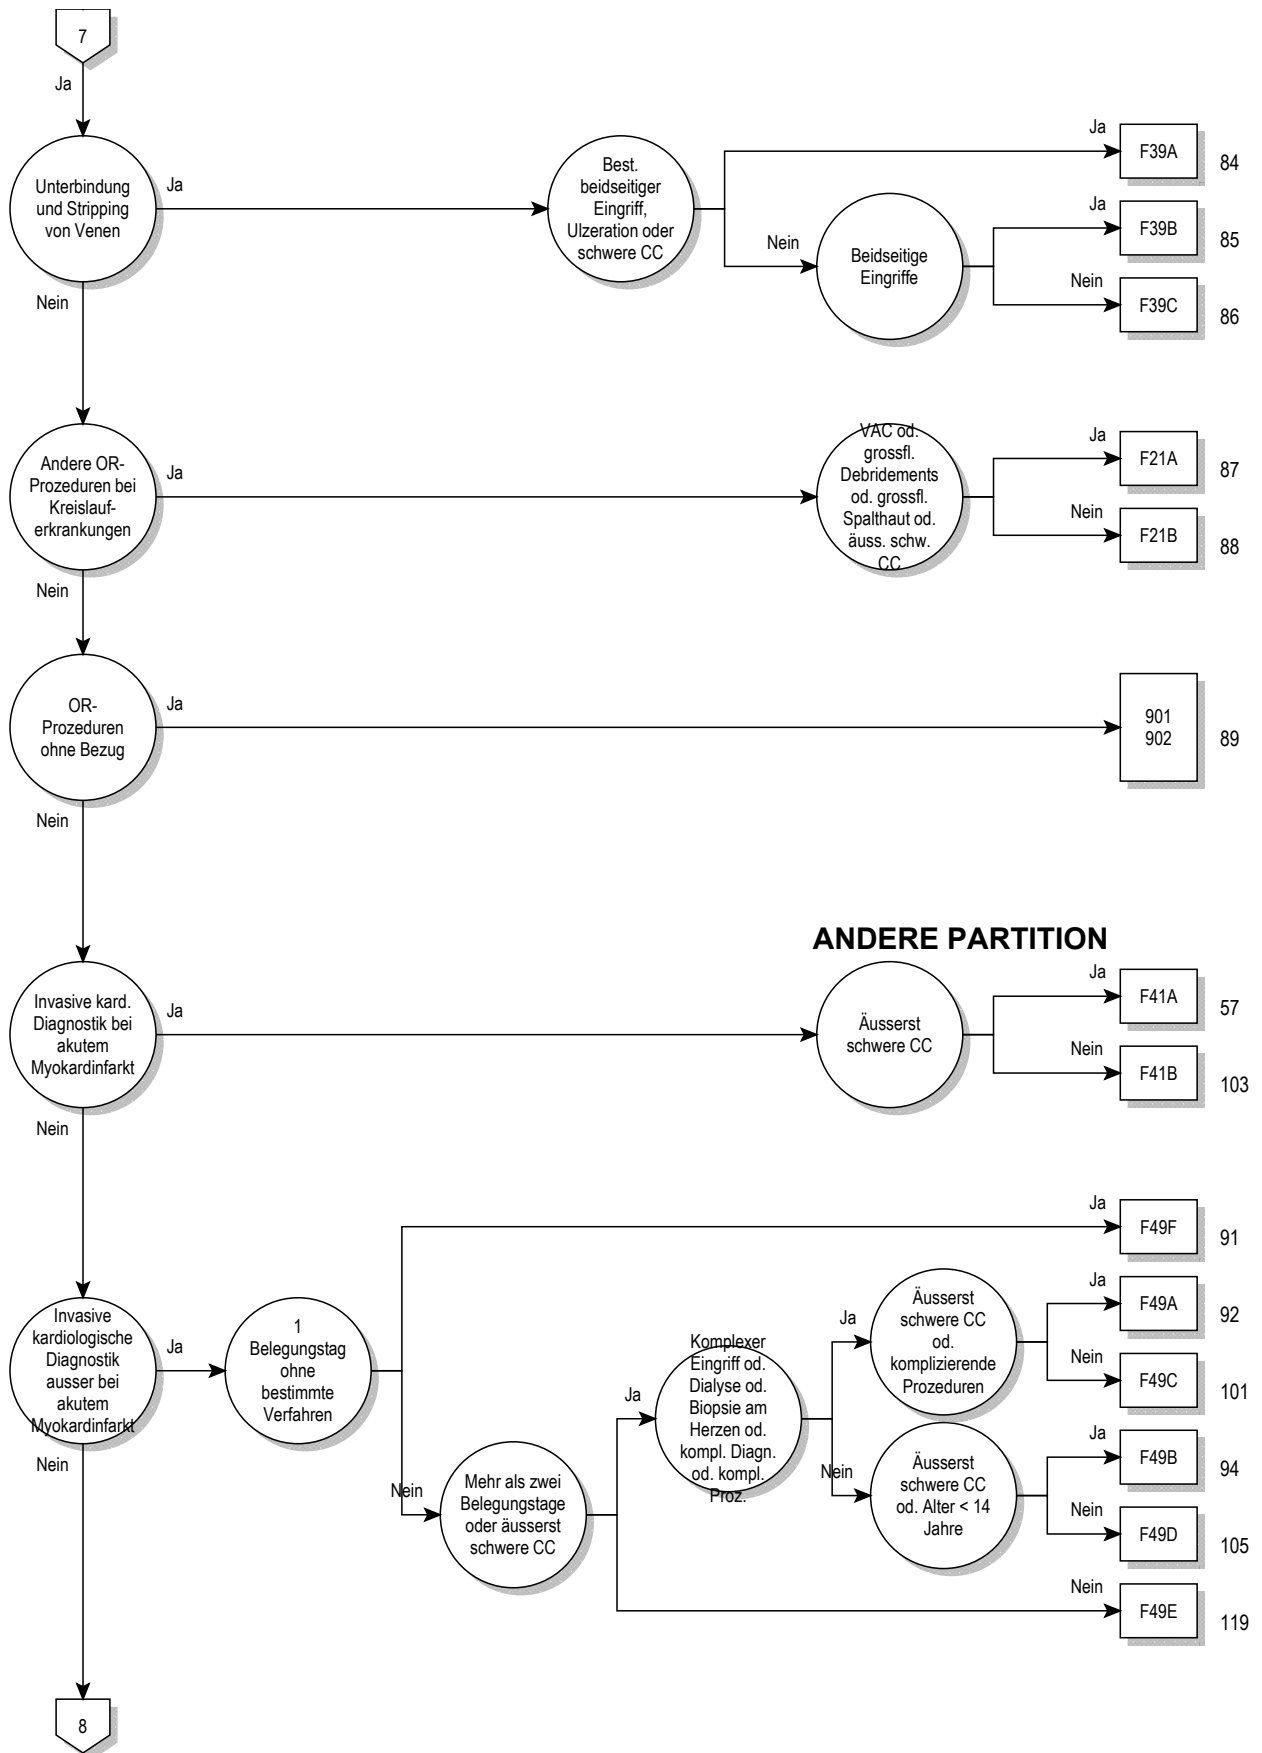 7
Ja
Unterbindung
und Stripping
von Venen
Ja
Best.
beidseitiger
Eingriff,
Ulzeration oder
schwere CC
Ja
F39A
84
Nein
Beidseitige
Eingriffe
Ja
F39B
85
Nein
F39C
86
Nein
Andere OR-
Prozeduren bei
Kreislauf-
erkrankungen
Ja
VAC od.
grossfl.
Debridements
od. grossfl.
Spalthaut od.
äuss. schw.
CC
Ja
F21A
87
Nein
F21B
88
Nein
OR-
Prozeduren
ohne Bezug
Ja
901
902
89
Nein
ANDERE PARTITION
Invasive kard.
Diagnostik bei
akutem
Myokardinfarkt
Ja
Äusserst
schwere CC
Ja
F41A
57
Nein
F41B
103
Nein
Invasive
kardiologische
Diagnostik
ausser bei
akutem
Myokardinfarkt
Ja
1
Belegungstag
ohne
bestimmte
Verfahren
Ja
F49F
91
Nein
Mehr als zwei
Belegungstage
oder äusserst
schwere CC
Ja
Komplexer
Eingriff od.
Dialyse od.
Biopsie am
Herzen od.
kompl. Diagn.
od. kompl.
Proz.
Ja
Äusserst
schwere CC
od.
komplizierende
Prozeduren
Ja
F49A
92
Nein
F49C
101
Nein
Äusserst
schwere CC
od. Alter < 14
Jahre
Ja
F49B
94
Nein
F49D
105
Nein
F49E
119
Nein
8